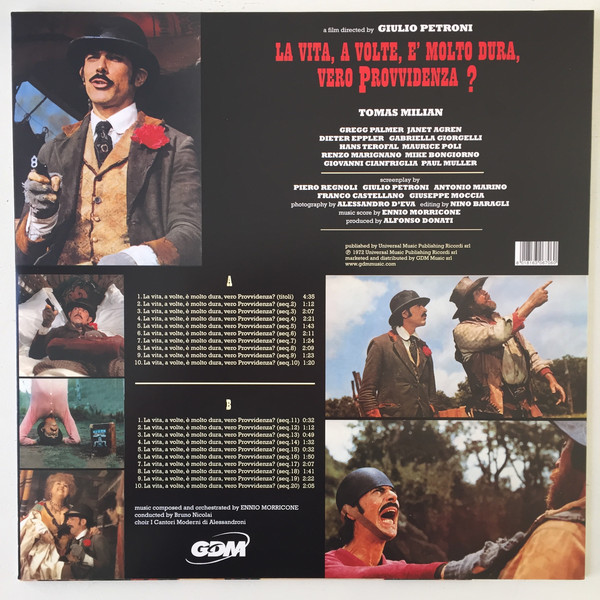 a film directed by GIULIO PETRONI
LA VITA, A VOLTE, E' MOLTO DURA,
VERO PROVVIDENZA ?
TOMAS MILIAN
GREGG PALMER JANET AGREN
DIETER EPPLER GABRIELLA GIORGELLI
HANS TEROFAL MAURICE POLI
RENZO MARIGNANO MIKE BONGIORNO
GIOVANNI CIANFRIGLIA PAUL MULLER
screenplay by
PIERO REGNOLI GIULIO PETRONI ANTONIO MARINO
FRANCO CASTELLANO GIUSEPPE MOCCIA
photography by ALESSANDRO D'EVA editing by NINO BARAGLI
music score by ENNIO MORRICONE
produced by ALFONSO DONATI
published by Universal Music Publishing Ricordi srl
℗ 1972 Universal Music Publishing Ricordi srl
marketed and distributed by GDM Music srl
www.gdmmusic.com
A
1. La vita, a volte, è molto dura, vero Provvidenza? (titoli) 4:35
2. La vita, a volte, è molto dura, vero Provvidenza? (seq.2) 1:12
3. La vita, a volte, è molto dura, vero Provvidenza? (seq.3) 2:07
4. La vita, a volte, è molto dura, vero Provvidenza? (seq.4) 2:21
5. La vita, a volte, è molto dura, vero Provvidenza? (seq.5) 1:43
6. La vita, a volte, è molto dura, vero Provvidenza? (seq.6) 2:11
7. La vita, a volte, è molto dura, vero Provvidenza? (seq.7) 1:24
8. La vita, a volte, è molto dura, vero Provvidenza? (seq.8) 2:09
9. La vita, a volte, è molto dura, vero Provvidenza? (seq.9) 1:23
10. La vita, a volte, è molto dura, vero Provvidenza? (seq.10) 1:20
B
1. La vita, a volte, è molto dura, vero Provvidenza? (seq.11) 0:32
2. La vita, a volte, è molto dura, vero Provvidenza? (seq.12) 1:12
3. La vita, a volte, è molto dura, vero Provvidenza? (seq.13) 0:49
4. La vita, a volte, è molto dura, vero Provvidenza? (seq.14) 1:32
5. La vita, a volte, è molto dura, vero Provvidenza? (seq.15) 0:32
6. La vita, a volte, è molto dura, vero Provvidenza? (seq.16) 1:50
7. La vita, a volte, è molto dura, vero Provvidenza? (seq.17) 2:07
8. La vita, a volte, è molto dura, vero Provvidenza? (seq.18) 1:41
9. La vita, a volte, è molto dura, vero Provvidenza? (seq.19) 2:22
10. La vita, a volte, è molto dura, vero Provvidenza? (seq.20) 2:05
music composed and orchestrated by ENNIO MORRICONE
conducted by Bruno Nicolai
choir I Cantori Moderni di Alessandroni
GDM